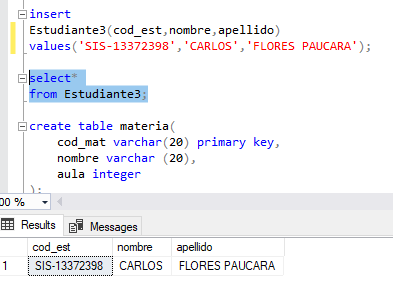 insert
Estudiante3(cod_est,nombre,apellido)
values('SIS-13372398','CARLOS','FLORES PAUCARA');
select*
from Estudiante3;
create table materia(
cod_mat varchar(20) primary key,
nombre varchar (20),
aula integer
);
00 %
Results Messages
cod_est nombre apellido
1 SIS-13372398 CARLOS FLORES PAUCARA